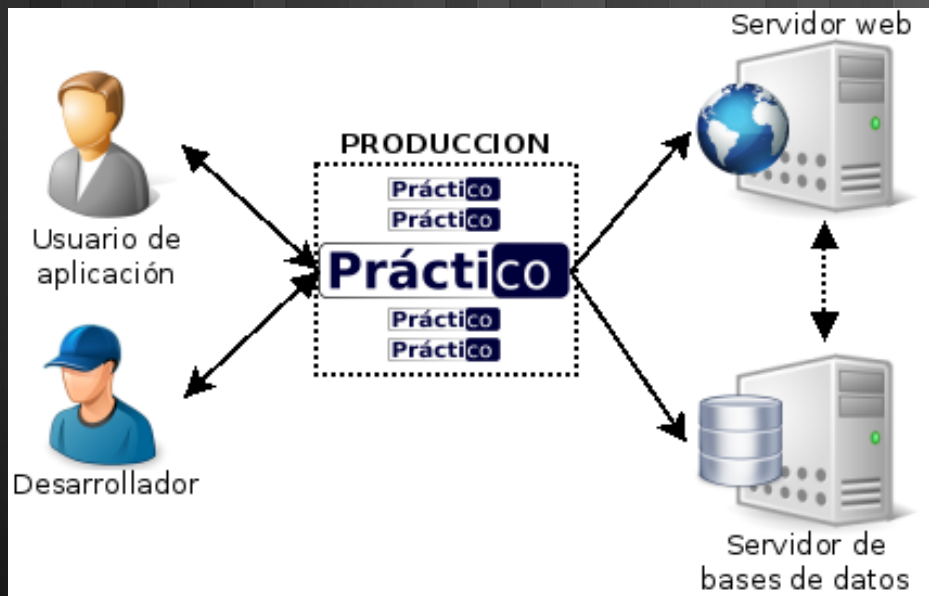 Servidor web
PRODUCCION
Práctico
Práctico
Práctico
Práctico
Práctico
Usuario de
aplicación
Desarrollador
Servidor de
bases de datos